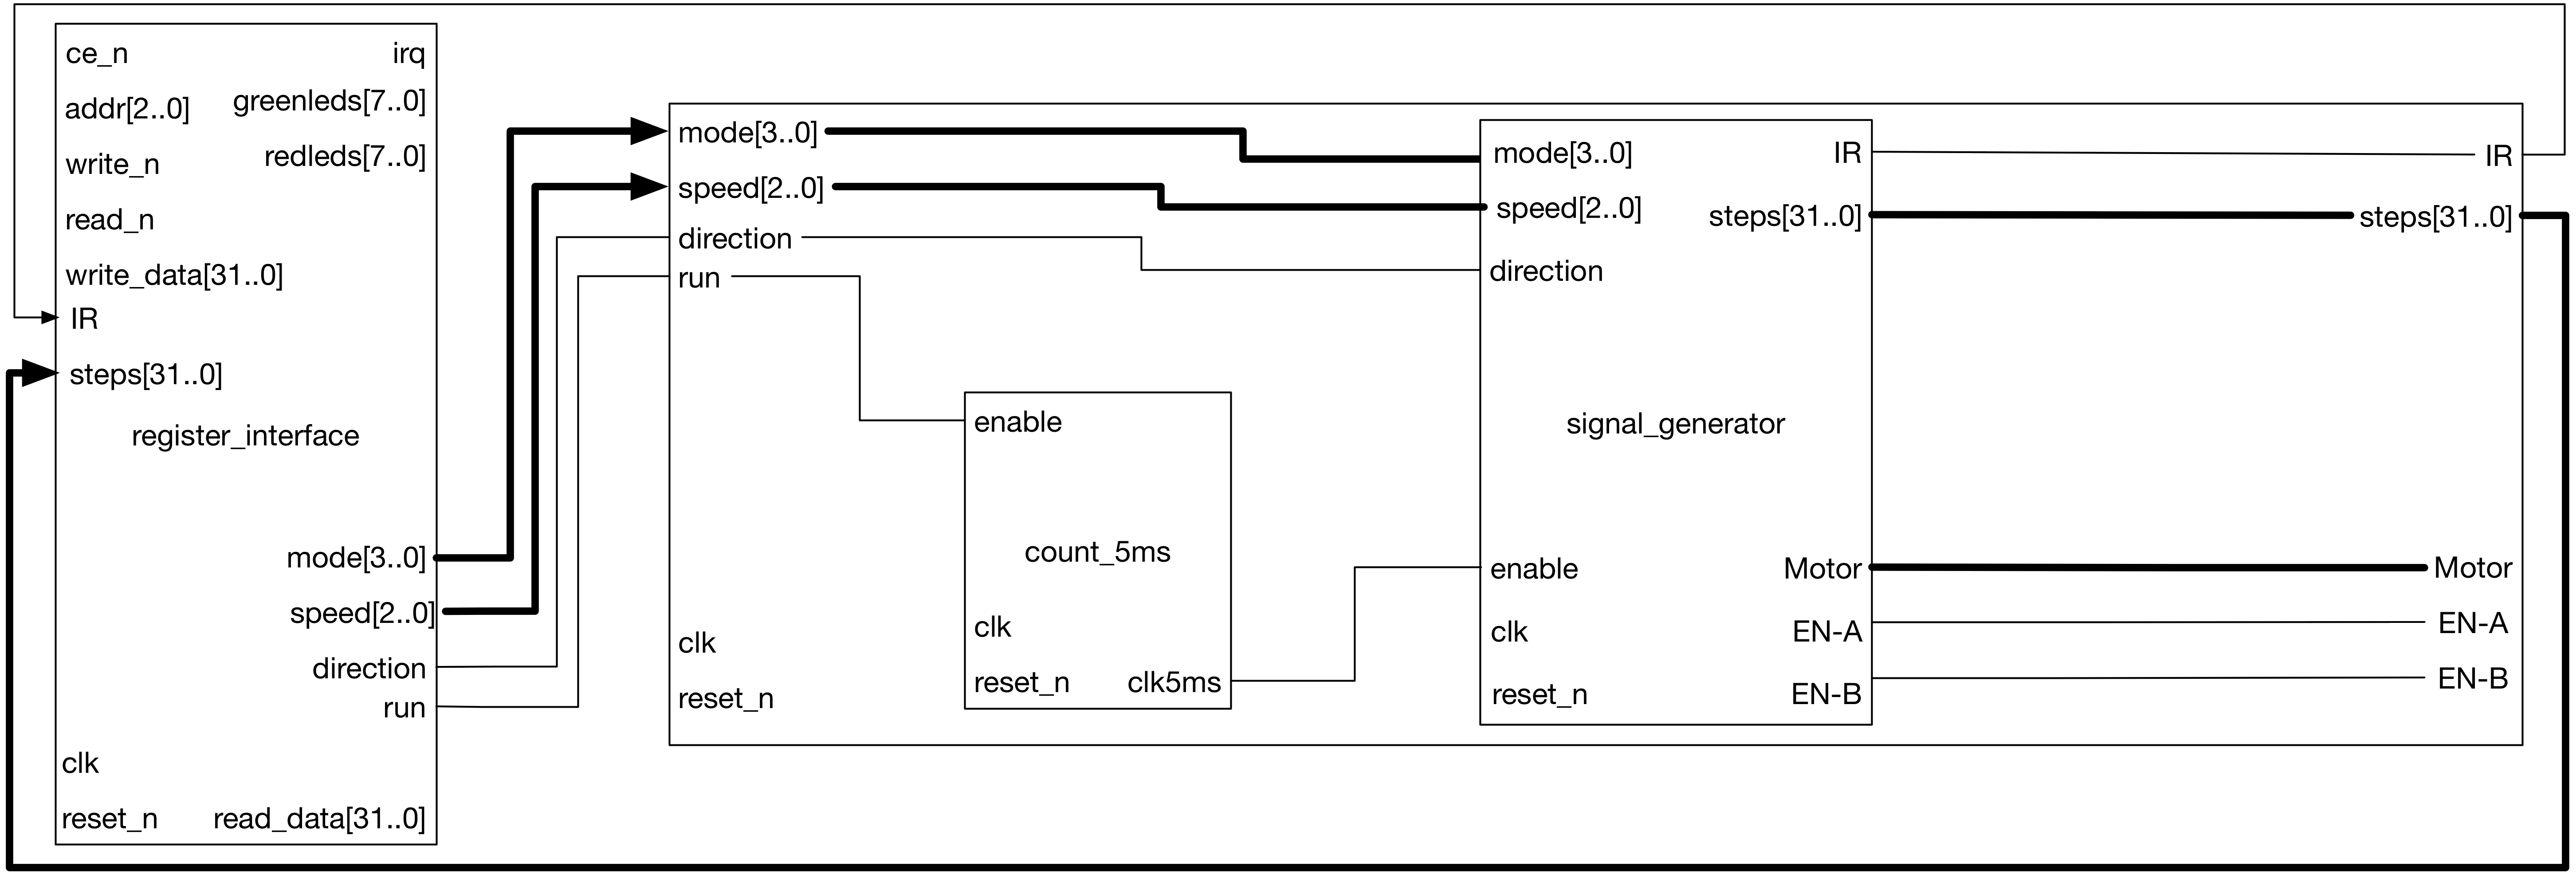 ce_n
irq
addr[2..0]
greenleds[7..0]
write_n
redleds[7..0]
read_n
write_data[31..0]
IR
steps[31..0]
register_interface
mode[3..0]
speed[2..0]
direction
run
clk
reset_n
read_data[31..0]
mode[3..0]
speed[2..0]
direction
run
clk
reset_n
enable
count_5ms
clk
reset_n
clk5ms
mode[3..0]
IR
speed[2..0]
steps[31..0]
direction
signal_generator
enable
Motor
clk
EN-A
reset_n
EN-B
IR
steps[31..0]
Motor
EN-A
EN-B